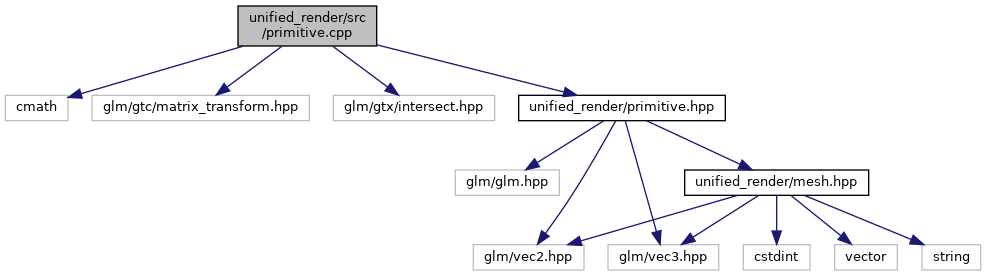 unified_render/src
/primitive.cpp
cmath
glm/gtc/matrix_transform.hpp
glm/gtx/intersect.hpp
unified_render/primitive.hpp
glm/glm.hpp
unified_render/mesh.hpp
glm/vec2.hpp
glm/vec3.hpp
cstdint
vector
string